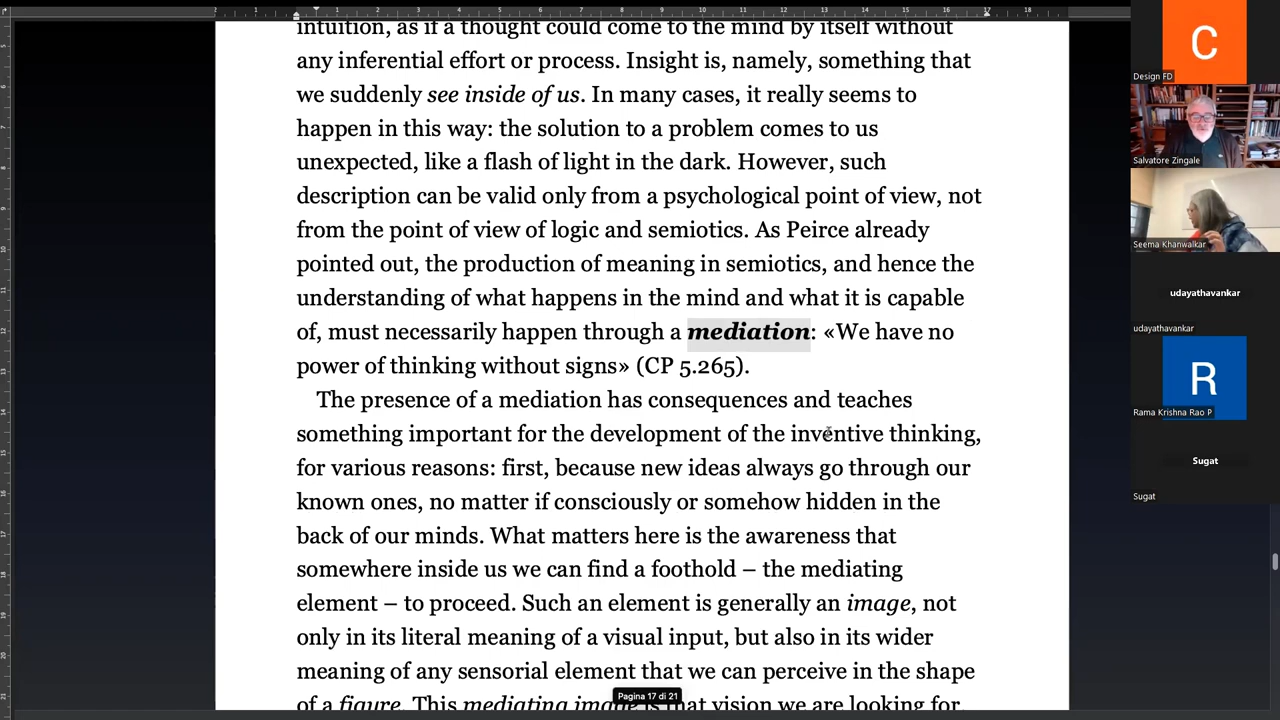 intuition, as if a thought could come to the mind by itself without
any inferential effort or process. Insight is, namely, something that
we suddenly see inside of us. In many cases, it really seems to
happen in this way: the solution to a problem comes to us
unexpected, like a flash of light in the dark. However, such
description can be valid only from a psychological point of view, not
from the point of view of logic and semiotics. As Peirce already
pointed out, the production of meaning in semiotics, and hence the
understanding of what happens in the mind and what it is capable
of, must necessarily happen through a mediation: «We have no
power of thinking without signs» (CP 5.265).
The presence of a mediation has consequences and teaches
something important for the development of the inventive thinking,
for various reasons: first, because new ideas always go through our
known ones, no matter if consciously or somehow hidden in the
back of our minds. What matters here is the awareness that
somewhere inside us we can find a foothold – the mediating
element – to proceed. Such an element is generally an image, not
only in its literal meaning of a visual input, but also in its wider
meaning of any sensorial element that we can perceive in the shape
of a figure. This mediating image is that vision we are looking for,
Pagina 17 di 21
C
Design FD
Salvatore Zingale
Seema Khanwalkar
udayathavankar
udayathavankar
R
Rama Krishna Rao P
Sugat
Sugat